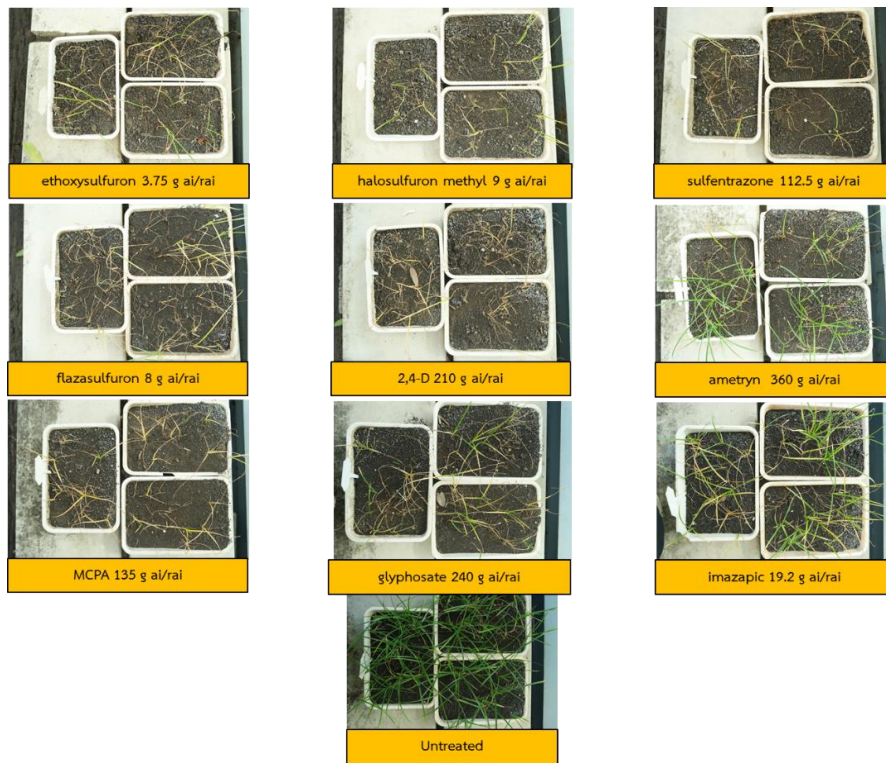 ethoxysulfuron 3.75 g ai/rai
halosulfuron methyl 9 g ai/rai
sulfentrazone 112.5 g ai/rai
flazasulfuron 8 g ai/rai
2,4-D 210 g ai/rai
ametryn 360 g ai/rai
MCPA 135 g ai/rai
glyphosate 240 g ai/rai
imazapic 19.2 g ai/rai
Untreated